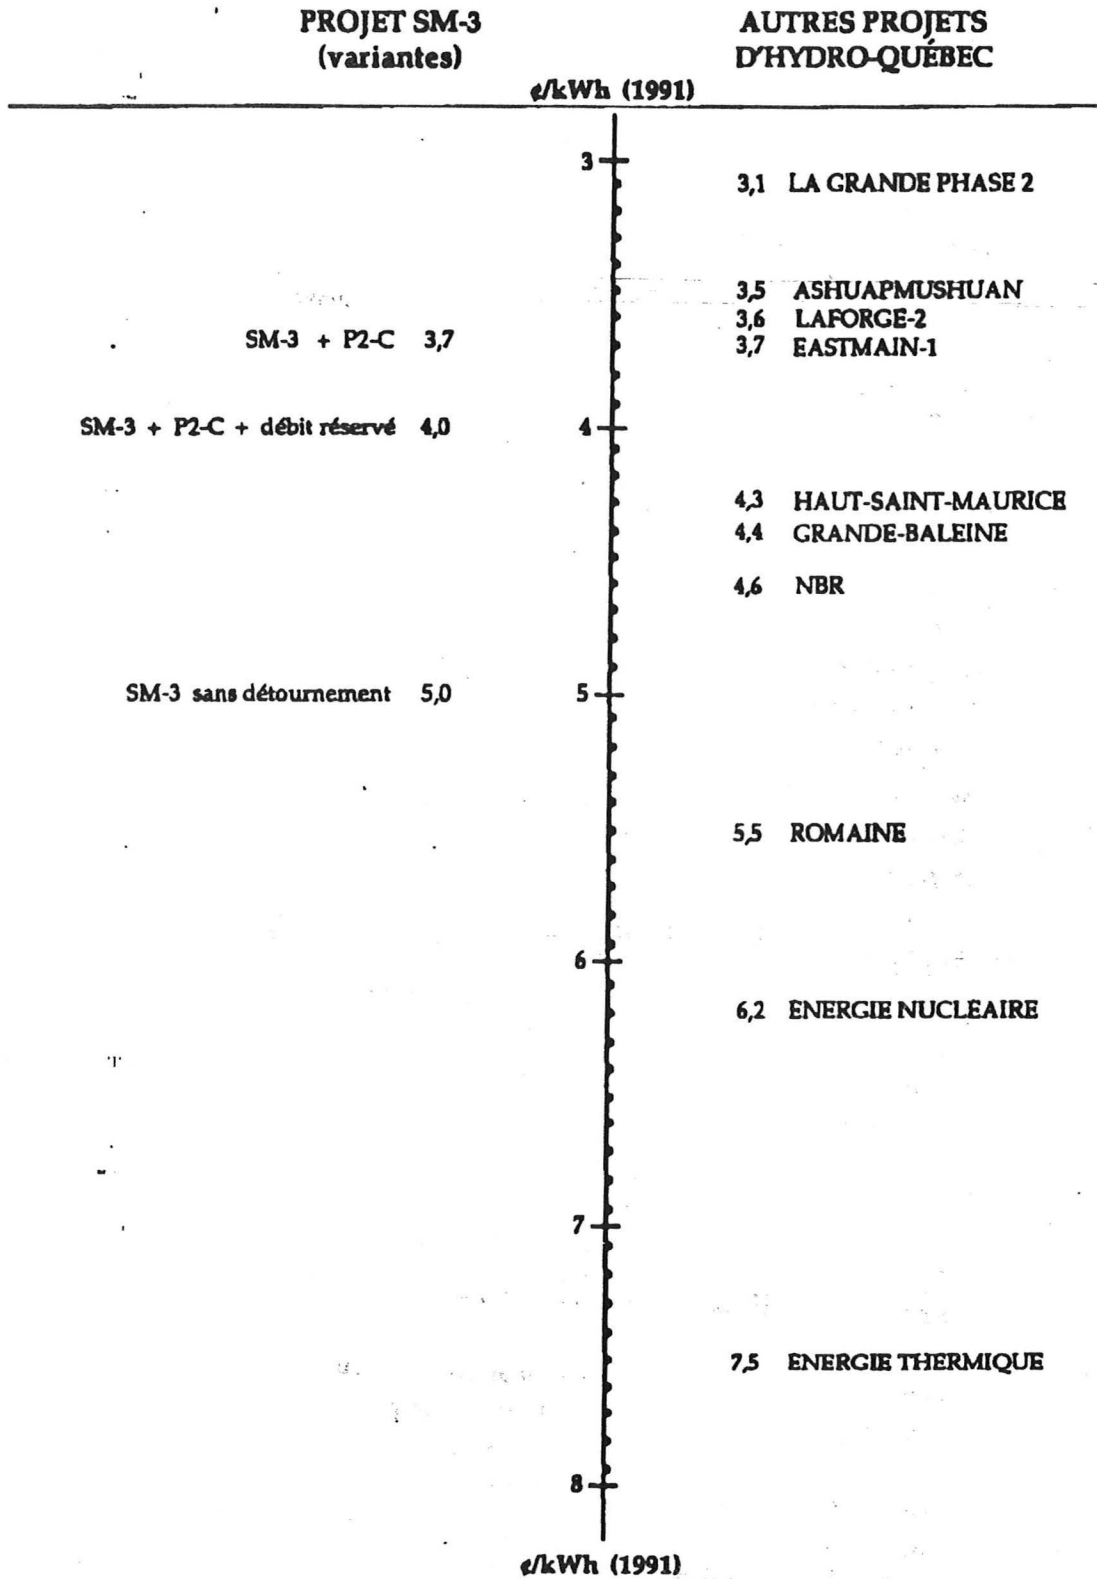 PROJET SM-3
(variantes)
AUTRES PROJETS
D'HYDRO-QUÉBEC
¢/kWh (1991)
3
3,1 LA GRANDE PHASE 2
3,5 ASHUAPMUSHUAN
3,6 LAFORGE-2
SM-3 + P2-C 3,7
3,7 EASTMAIN-1
SM-3 + P2-C + débit réservé 4,0
4
4,3 HAUT-SAINT-MAURICE
4,4 GRANDE-BALEINE
4,6 NBR
SM-3 sans détournement 5,0
5
5,5 ROMAINE
6
6,2 ENERGIE NUCLEAIRE
7
7,5 ENERGIE THERMIQUE
8
¢/kWh (1991)